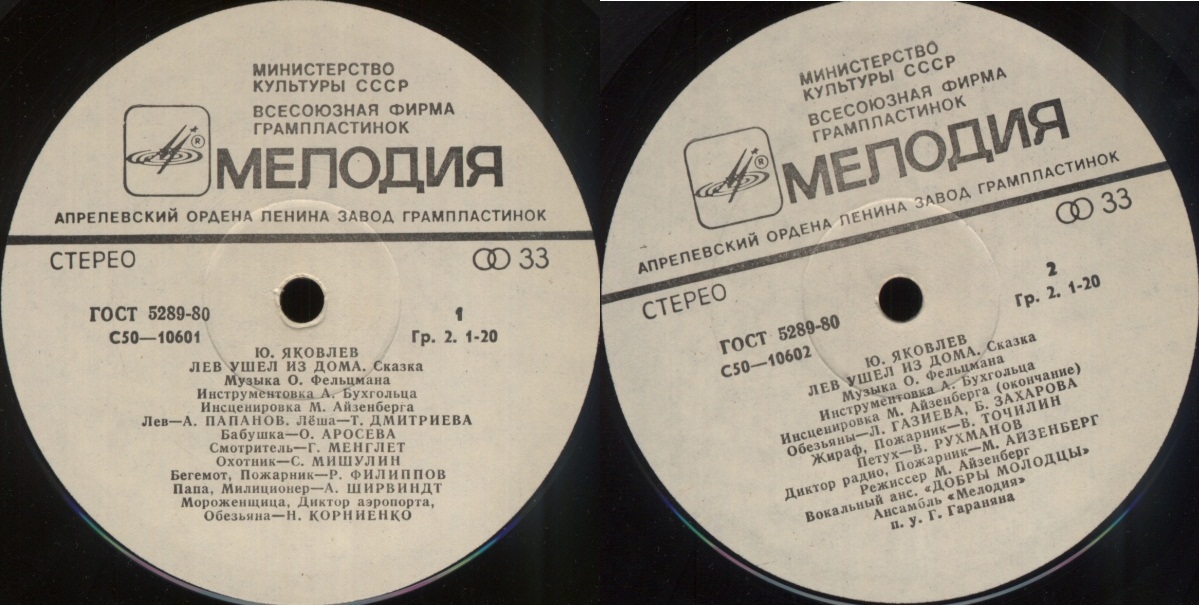 МИНИСТЕРСТВО
КУЛЬТУРЫ СССР
ВСЕСОЮЗНАЯ ФИРМА
ГРАМПЛАСТИНОК
®
МЕЛОДИЯ
АПРЕЛЕВСКИЙ ОРДЕНА ЛЕНИНА ЗАВОД ГРАМПЛАСТИНОК
СТЕРЕО
33
ГОСТ 5289-80
1
С50—10601
Гр. 2. 1-20
Ю. ЯКОВЛЕВ
ЛЕВ УШЕЛ ИЗ ДОМА. Сказка
Музыка О. Фельцмана
Инструментовка А. Бухгольца
Инсценировка М. Айзенберга
Лев—А. ПАПАНОВ. Лёша—Т. ДМИТРИЕВА
Бабушка—О. АРОСЕВА
Смотритель—Г. МЕНГЛЕТ
Охотник—С. МИШУЛИН
Бегемот, Пожарник—Р. ФИЛИППОВ
Папа, Милиционер—А. ШИРВИНДТ
Мороженщица, Диктор аэропорта,
Обезьяна—Н. КОРНИЕНКО
МИНИСТЕРСТВО
КУЛЬТУРЫ СССР
ВСЕСОЮЗНАЯ ФИРМА
ГРАМПЛАСТИНОК
®
МЕЛОДИЯ
АПРЕЛЕВСКИЙ ОРДЕНА ЛЕНИНА ЗАВОД ГРАМПЛАСТИНОК
СТЕРЕО
33
ГОСТ 5289-80
2
С50—10602
Гр. 2. 1-20
Ю. ЯКОВЛЕВ
ЛЕВ УШЕЛ ИЗ ДОМА. Сказка
Музыка О. Фельцмана
Инструментовка А. Бухгольца
Инсценировка М. Айзенберга (окончание)
Обезьяны—Л. ГАЗИЕВА, Б. ЗАХАРОВА
Жираф, Пожарник—В. ТОЧИЛИН
Петух—В. РУХМАНОВ
Диктор радио, Пожарник—М. АЙЗЕНБЕРГ
Режиссер М. Айзенберг
Вокальный анс. «ДОБРЫ МОЛОДЦЫ»
Ансамбль «Мелодия»
п. у. Г. Гараняна